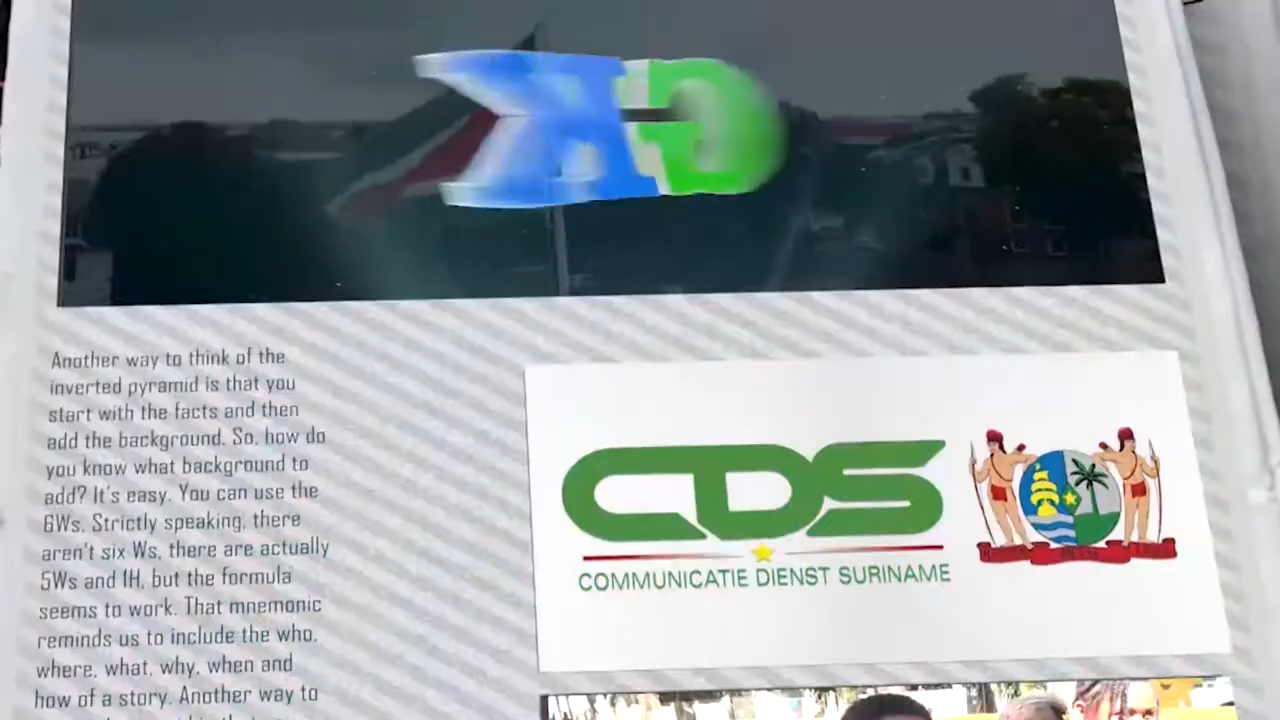 Another way to think of the
inverted pyramid is that you
start with the facts and then
add the background. So, how do
you know what background to
add? It's easy. You can use the
6Ws. Strictly speaking, there
aren't six Ws, there are actually
5Ws and 1H, but the formula
seems to work. That mnemonic
reminds us to include the who,
where, what, why, when and
how of a story. Another way to
CDS
COMMUNICATIE DIENST SURINAME